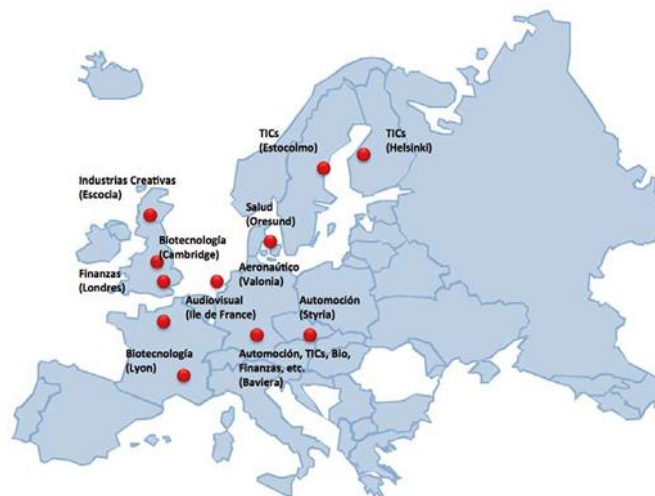 TICs
(Estocolmo)
TICs
(Helsinki)
Industrias Creativas
(Escocia)
Salud
(Oresund)
Biotecnología
(Cambridge)
Finanzas
(Londres)
Aeronaútico
(Valonia)
Audiovisual
(Ile de France)
Automoción
(Styria)
Biotecnología
(Lyon)
Automoción, TICs, Bio,
Finanzas, etc.
(Baviera)